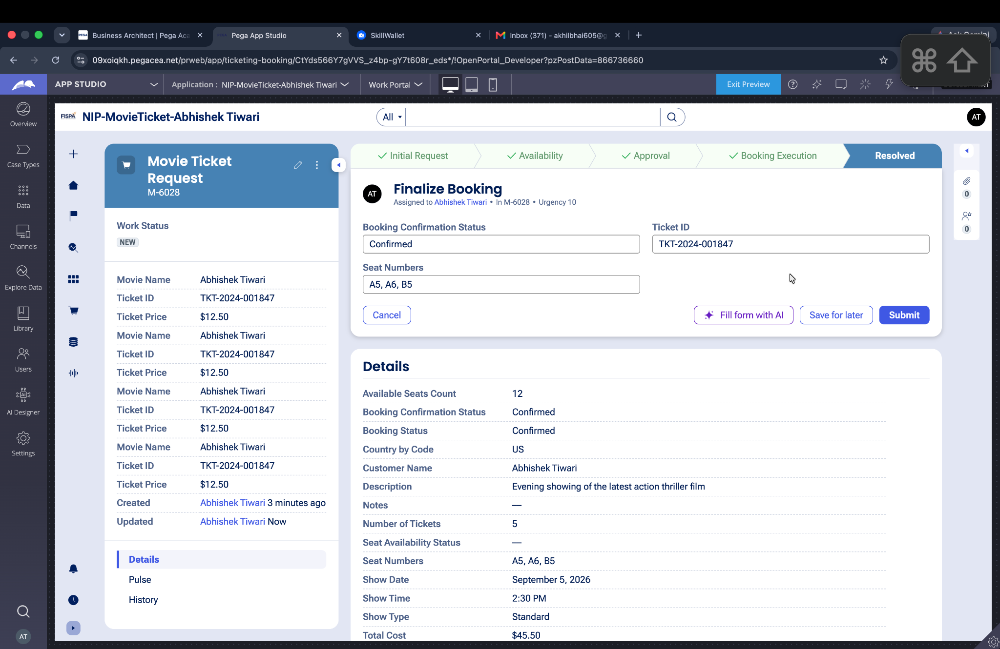 Business Architect | Pega Aca
Pega App Studio
SkillWallet
Inbox (371) - akhilbhai605@g
09xoiqkh.pegacea.net/prweb/app/ticketing-booking/CtYds566Y7gVVS_z4bp-gY7t608r_eds*/!OpenPortal_Developer?pzPostData=866736660
APP STUDIO
Application : NIP-MovieTicket-Abhishek Tiwari
Work Portal
Exit Preview
Overview
Case Types
Data
Channels
Explore Data
Library
Users
AI Designer
Settings
AT
FISPA
NIP-MovieTicket-Abhishek Tiwari
All
AT
Movie Ticket
Request
M-6028
Work Status
NEW
Movie Name Abhishek Tiwari
Ticket ID TKT-2024-001847
Ticket Price $12.50
Movie Name Abhishek Tiwari
Ticket ID TKT-2024-001847
Ticket Price $12.50
Movie Name Abhishek Tiwari
Ticket ID TKT-2024-001847
Ticket Price $12.50
Movie Name Abhishek Tiwari
Ticket ID TKT-2024-001847
Ticket Price $12.50
Created Abhishek Tiwari 3 minutes ago
Updated Abhishek Tiwari Now
Details
Pulse
History
Initial Request
Availability
Approval
Booking Execution
Resolved
AT
Finalize Booking
Assigned to Abhishek Tiwari • In M-6028 • Urgency 10
Booking Confirmation Status
Confirmed
Ticket ID
TKT-2024-001847
Seat Numbers
A5, A6, B5
Cancel
Fill form with AI
Save for later
Submit
0
0
Details
Available Seats Count 12
Booking Confirmation Status Confirmed
Booking Status Confirmed
Country by Code US
Customer Name Abhishek Tiwari
Description Evening showing of the latest action thriller film
Notes —
Number of Tickets 5
Seat Availability Status —
Seat Numbers A5, A6, B5
Show Date September 5, 2026
Show Time 2:30 PM
Show Type Standard
Total Cost $45.50